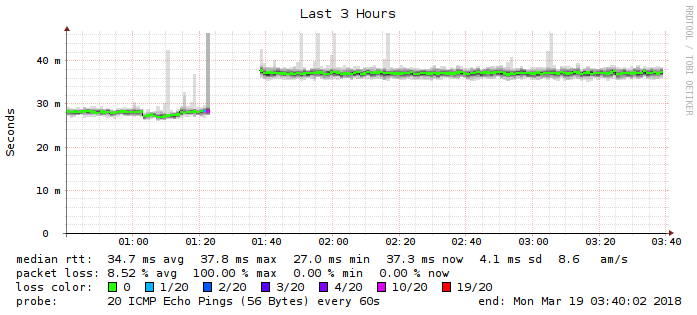 Last 3 Hours
RRDTOOL / TOBI OETIKER
Seconds
40 m
30 m
20 m
10 m
0
01:00 01:20 01:40 02:00 02:20 02:40 03:00 03:20 03:40
median rtt: 34.7 ms avg 37.8 ms max 27.0 ms min 37.3 ms now 4.1 ms sd 8.6 am/s
packet loss: 8.52 % avg 100.00 % max 0.00 % min 0.00 % now
loss color: 0 1/20 2/20 3/20 4/20 10/20 19/20
probe: 20 ICMP Echo Pings (56 Bytes) every 60s end: Mon Mar 19 03:40:02 2018